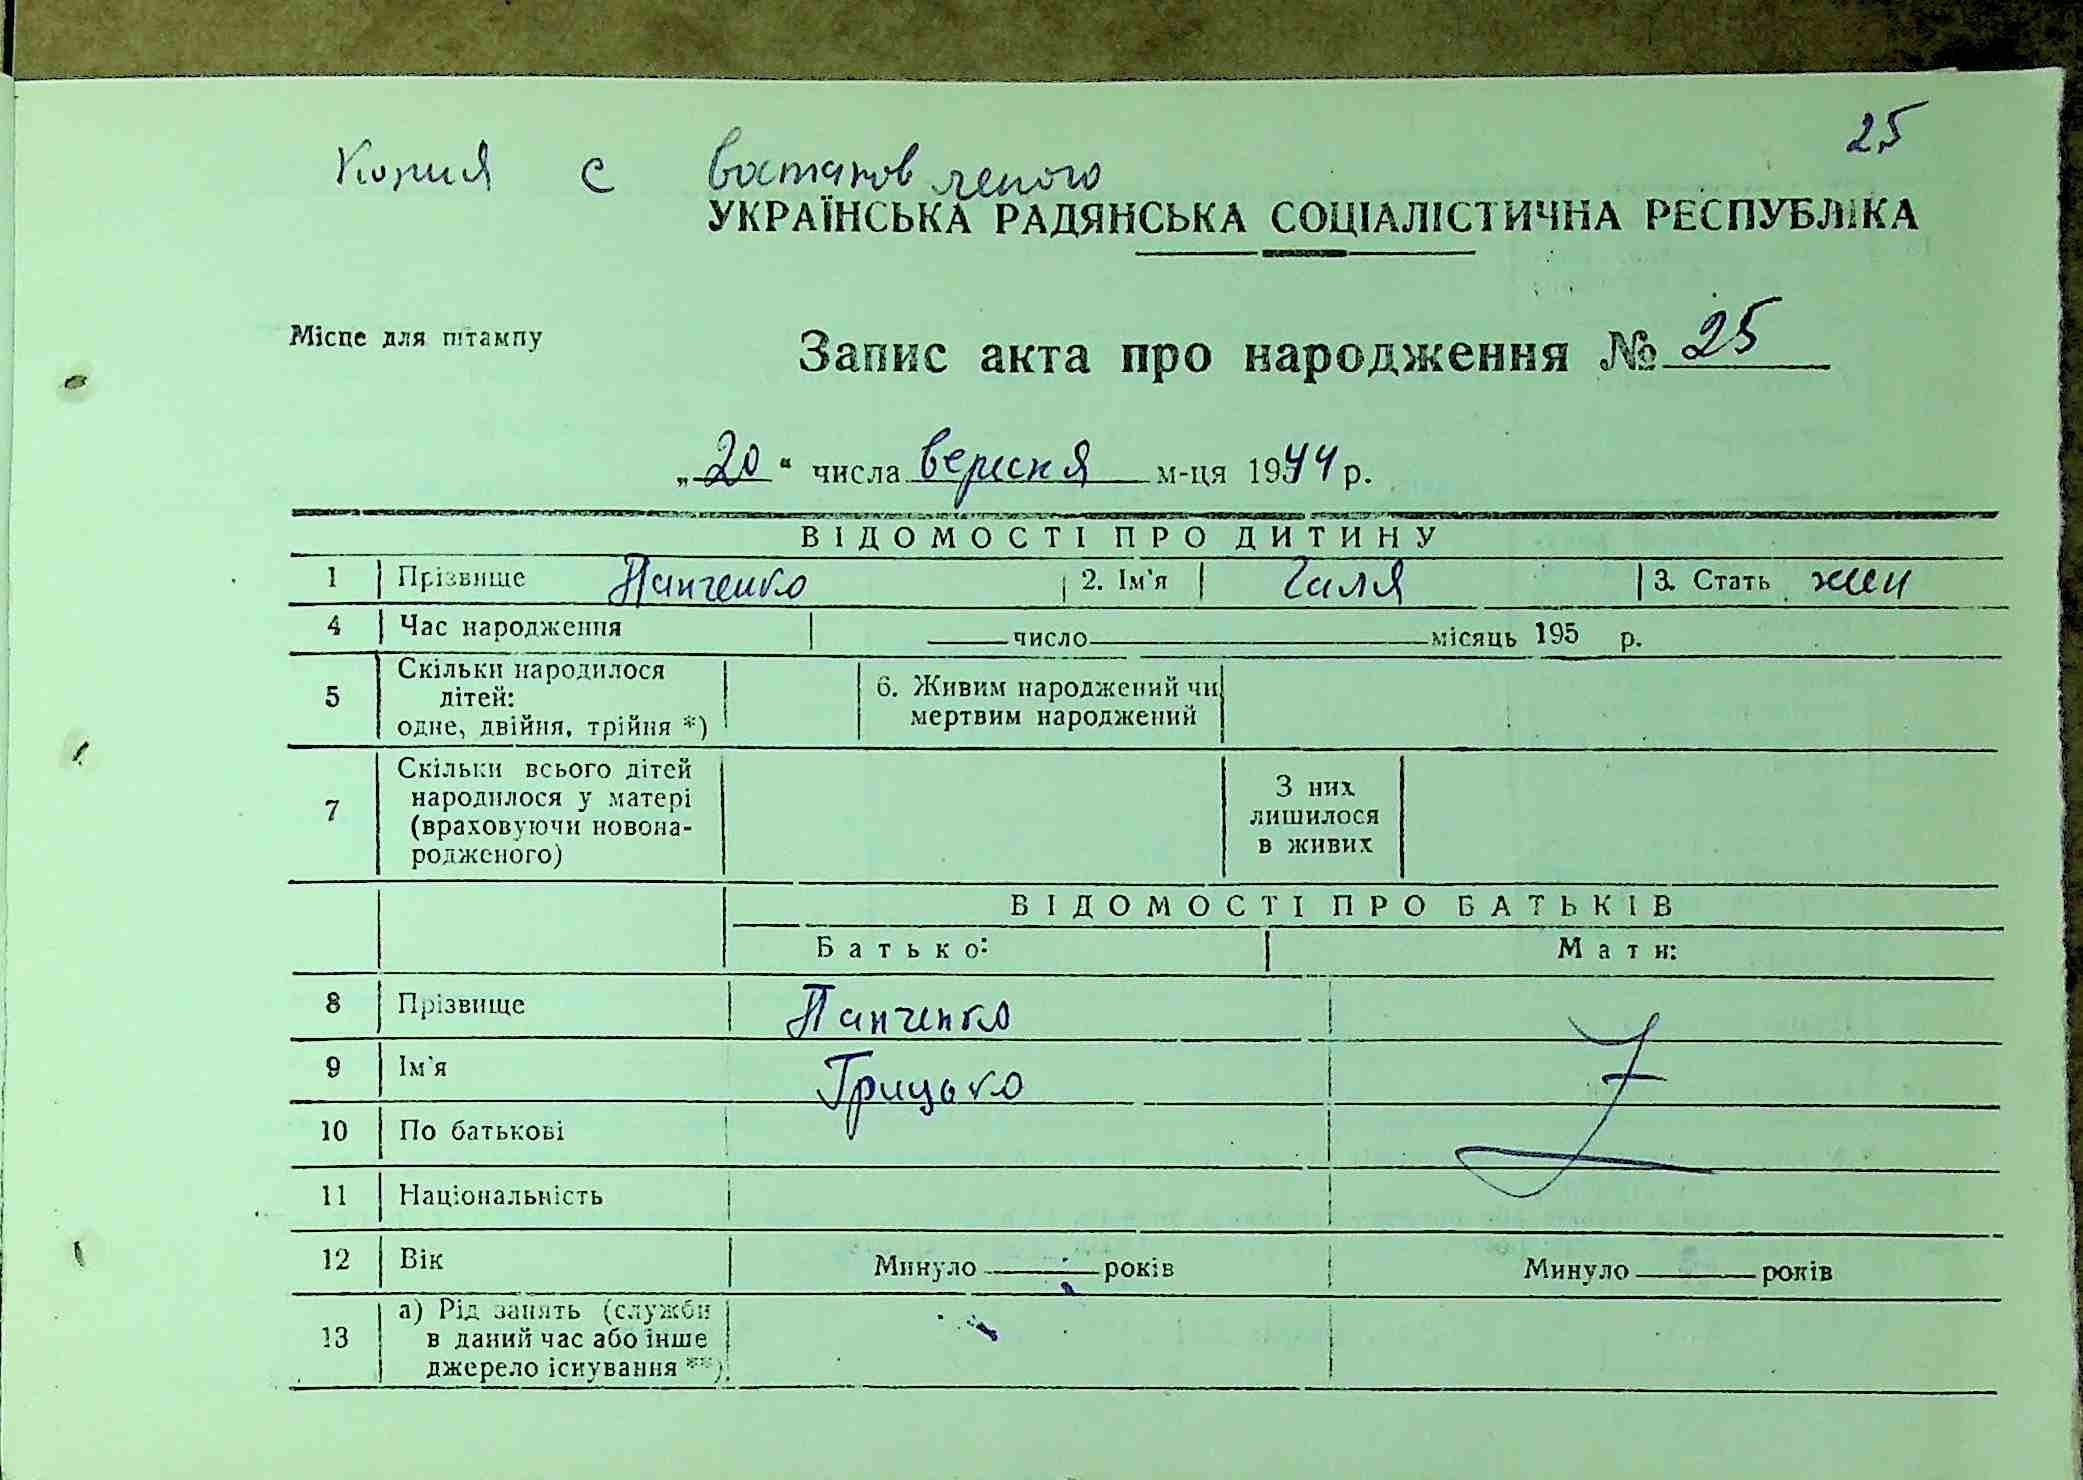 25
Копия с востановленого
УКРАЇНСЬКА РАДЯНСЬКА СОЦІАЛІСТИЧНА РЕСПУБЛІКА
Місце для штампу
Запис акта про народження № 25
„20“ числа вересня м-ця 1944 р.
ВІДОМОСТІ ПРО ДИТИНУ
1 Прізвище Панченко 2. Ім'я Галя 3. Стать жен
4 Час народження число місяць 195 р.
5 Скільки народилося дітей: одне, двійня, трійня *) 6. Живим народжений чи мертвим народжений
7 Скільки всього дітей народилося у матері (враховуючи новонародженого) З них лишилося в живих
ВІДОМОСТІ ПРО БАТЬКІВ
Батько: Мати:
8 Прізвище Панченко
9 Ім'я Грицько
10 По батькові
11 Національність
12 Вік Минуло років Минуло років
13 а) Рід занять (служби в даний час або інше джерело існування **)